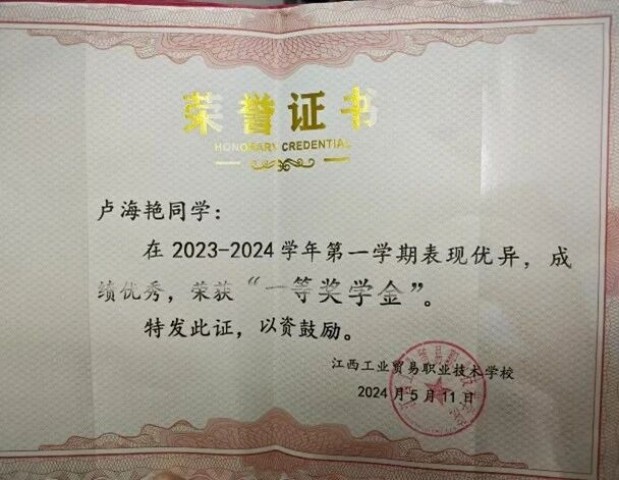 荣誉证书
HONORARY CREDENTIAL
卢海艳同学：
在2023-2024学年第一学期表现优异，成
绩优秀，荣获“一等奖学金”。
特发此证，以资鼓励。
江西工业贸易职业技术学校
2024年5月11日